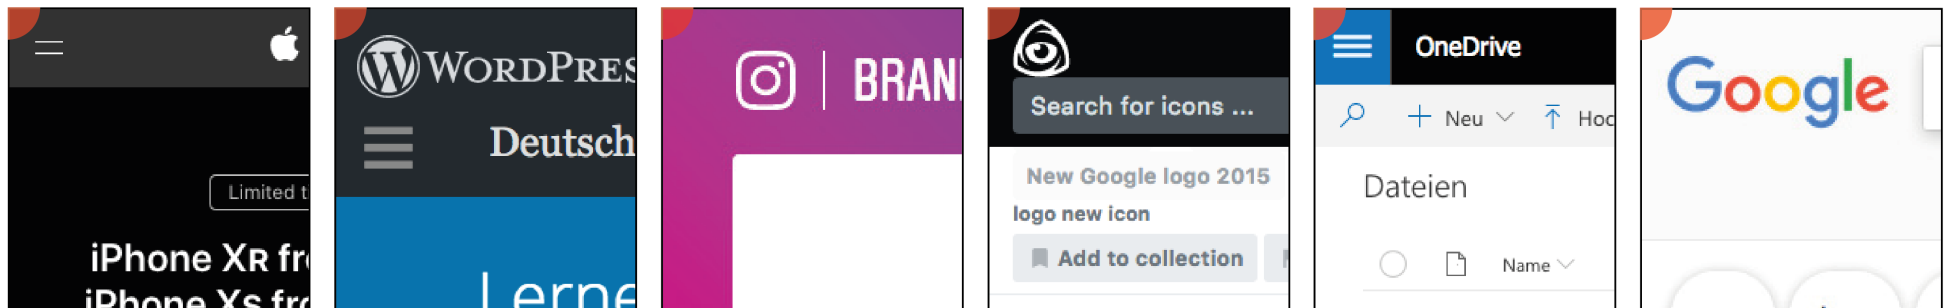 Limited t
iPhone XR fr
iPhone Xs fro
WORDPRES
Deutsch
Lerne
BRAN
Search for icons ...
New Google logo 2015
logo new icon
Add to collection
OneDrive
Neu
Hoc
Dateien
Name
Google